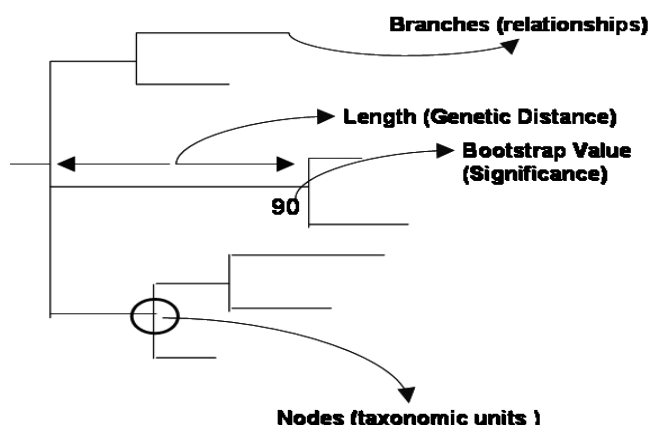 Branches (relationships)
Length (Genetic Distance)
Bootstrap Value
(Significance)
90
Nodes (taxonomic units )